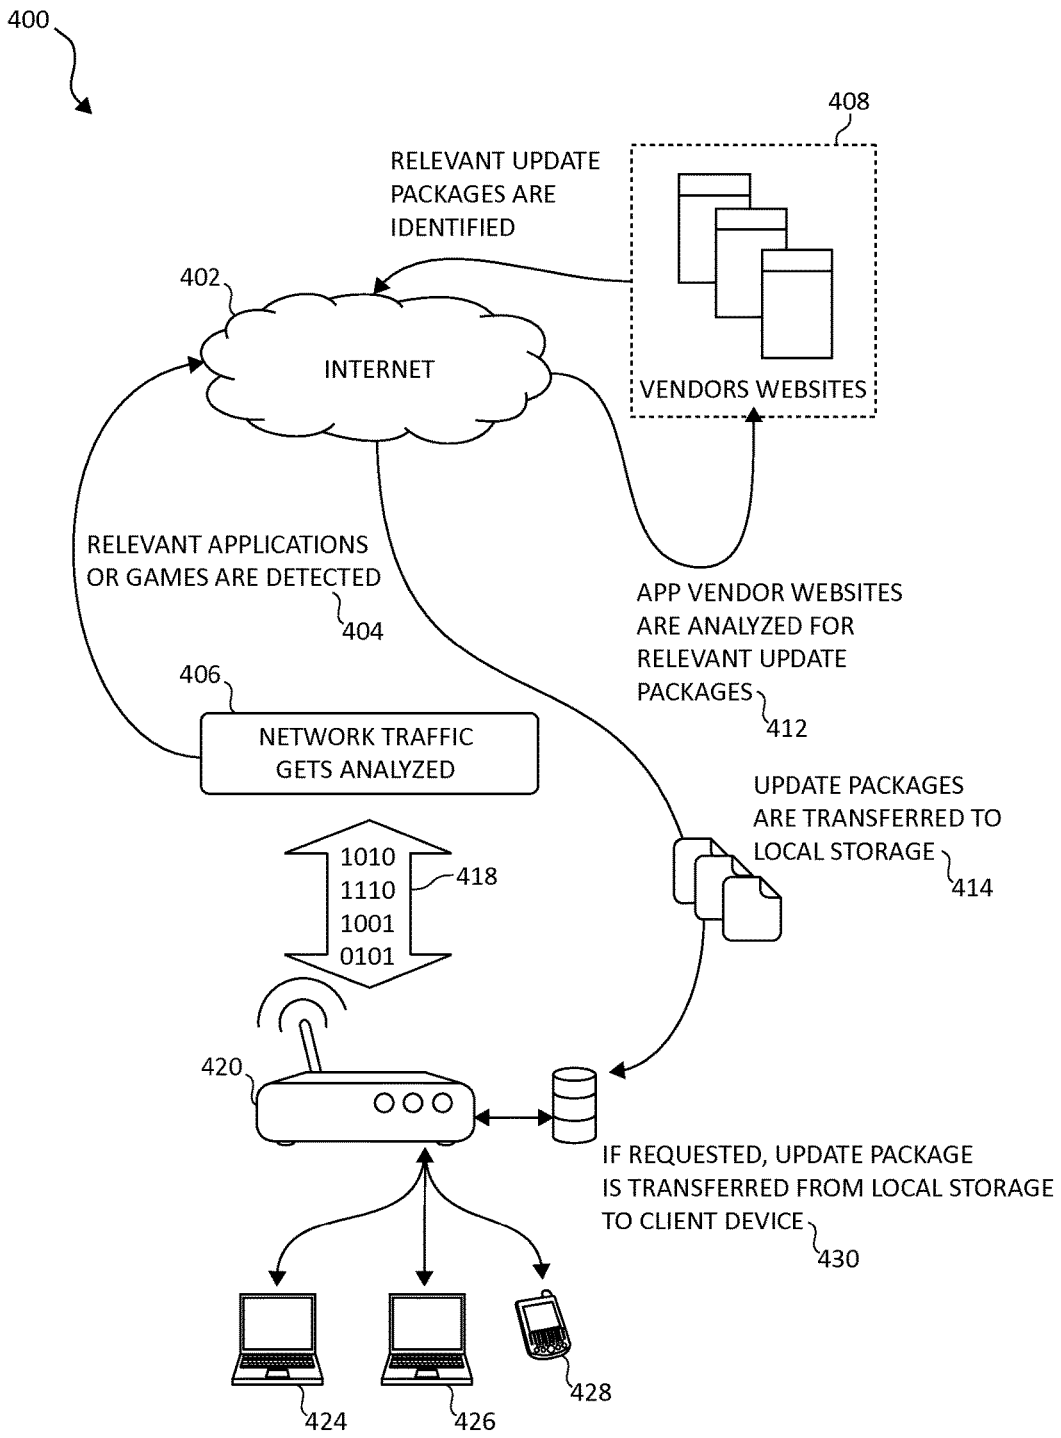 400
408
RELEVANT UPDATE
PACKAGES ARE
IDENTIFIED
402
INTERNET
VENDORS WEBSITES
RELEVANT APPLICATIONS
OR GAMES ARE DETECTED
404
APP VENDOR WEBSITES
ARE ANALYZED FOR
RELEVANT UPDATE
PACKAGES
412
406
NETWORK TRAFFIC
GETS ANALYZED
UPDATE PACKAGES
ARE TRANSFERRED TO
LOCAL STORAGE
414
1010
1110
1001
0101
418
420
IF REQUESTED, UPDATE PACKAGE
IS TRANSFERRED FROM LOCAL STORAGE
TO CLIENT DEVICE
430
424
426
428